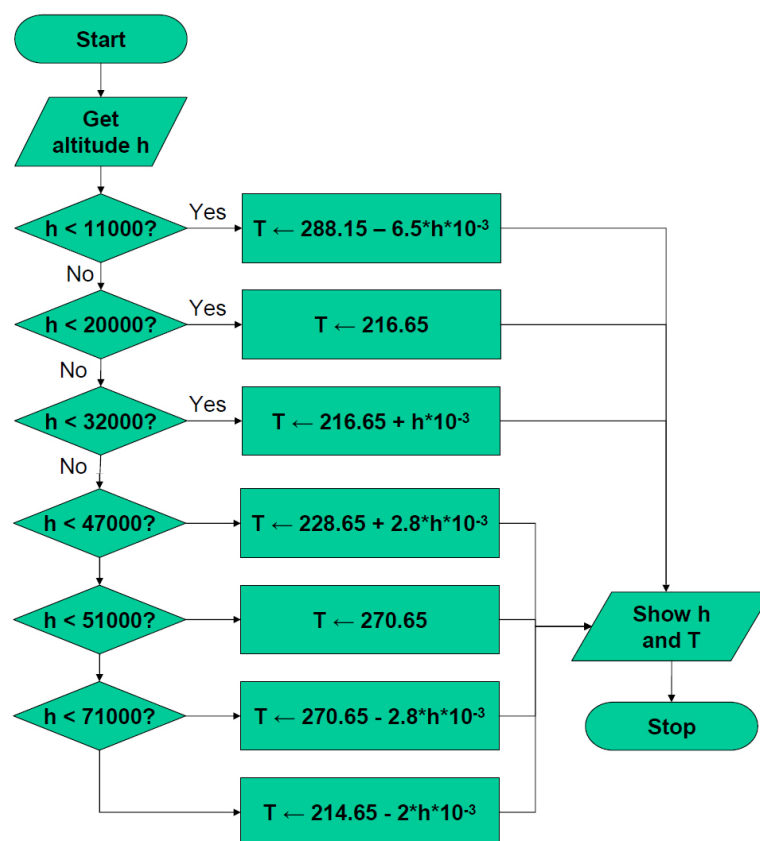 Start
Get
altitude h
h < 11000?
Yes
T ← 288.15 – 6.5*h*10⁻³
No
h < 20000?
Yes
T ← 216.65
No
h < 32000?
Yes
T ← 216.65 + h*10⁻³
No
h < 47000?
T ← 228.65 + 2.8*h*10⁻³
h < 51000?
T ← 270.65
Show h
and T
h < 71000?
T ← 270.65 - 2.8*h*10⁻³
Stop
T ← 214.65 - 2*h*10⁻³